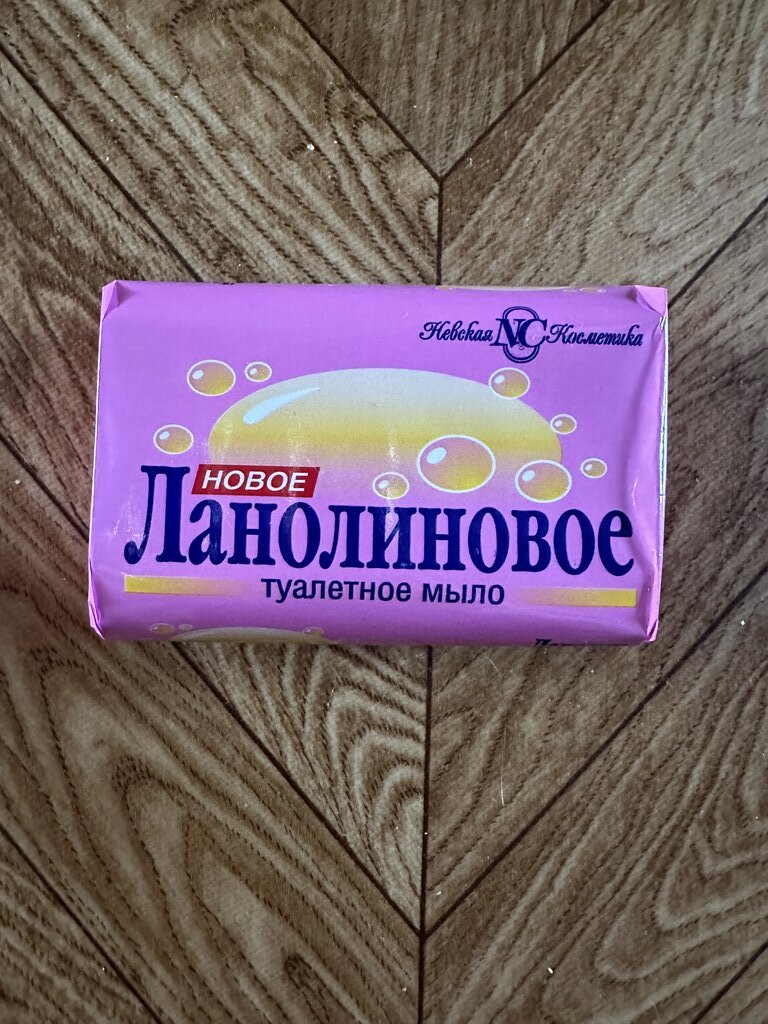 Невская NC Косметика
НОВОЕ
Ланолиновое
туалетное мыло